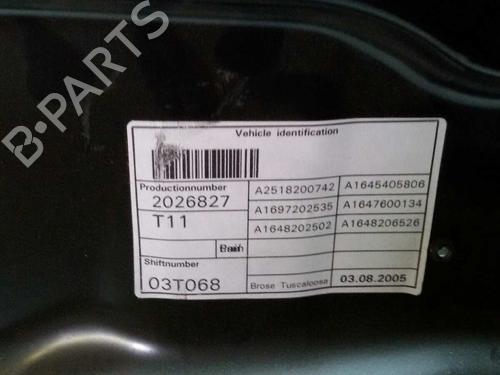 B-PARTS
Vehicle identification
Productionnumber
2026827
T11
Shiftnumber
03T068
A2518200742 A1645405806
A1697202535 A1647600134
A1648202502 A1648206526
Brose Tuscaloosa 03.08.2005